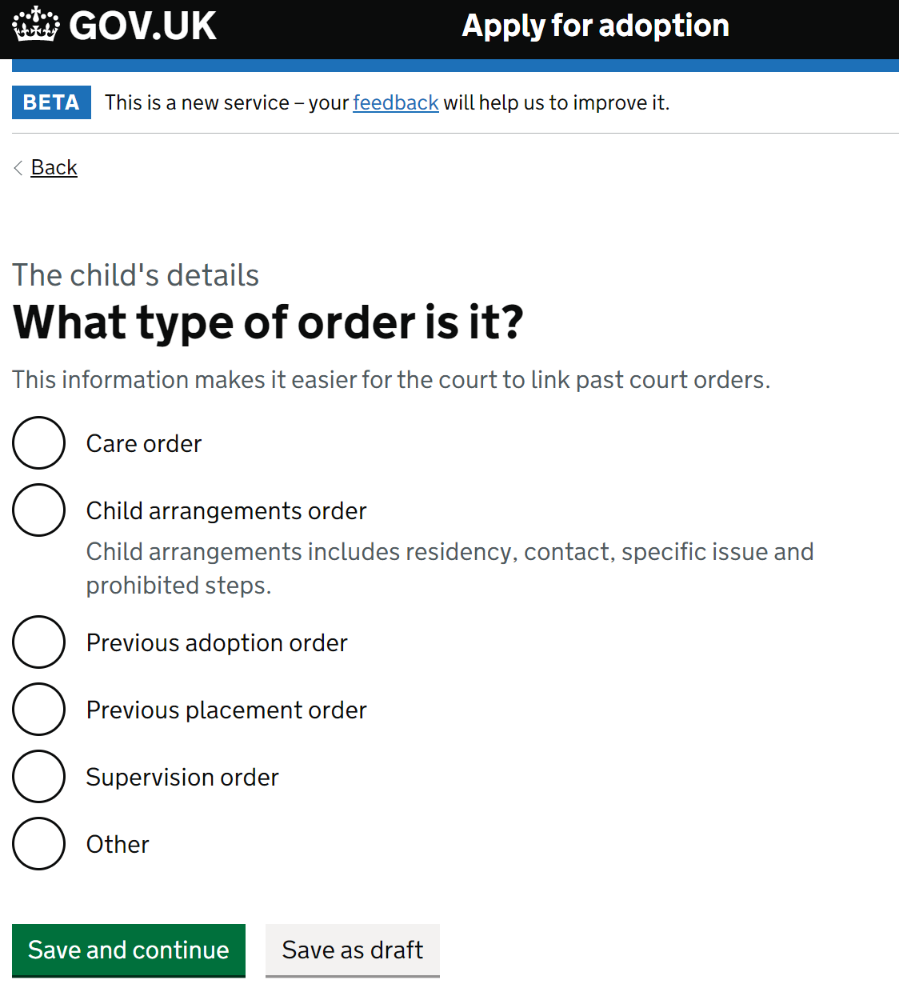 GOV.UK
Apply for adoption
BETA
This is a new service – your feedback will help us to improve it.
Back
The child's details
What type of order is it?
This information makes it easier for the court to link past court orders.
Care order
Child arrangements order
Child arrangements includes residency, contact, specific issue and
prohibited steps.
Previous adoption order
Previous placement order
Supervision order
Other
Save and continue
Save as draft